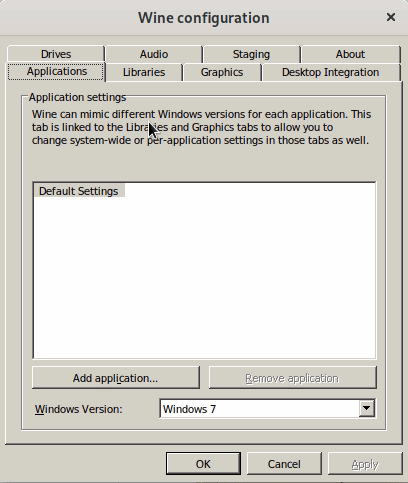 Wine configuration
Drives Audio Staging About
Applications Libraries Graphics Desktop Integration
Application settings
Wine can mimic different Windows versions for each application. This
tab is linked to the Libraries and Graphics tabs to allow you to
change system-wide or per-application settings in those tabs as well.
Default Settings
Add application... Remove application
Windows Version: Windows 7
OK Cancel Apply